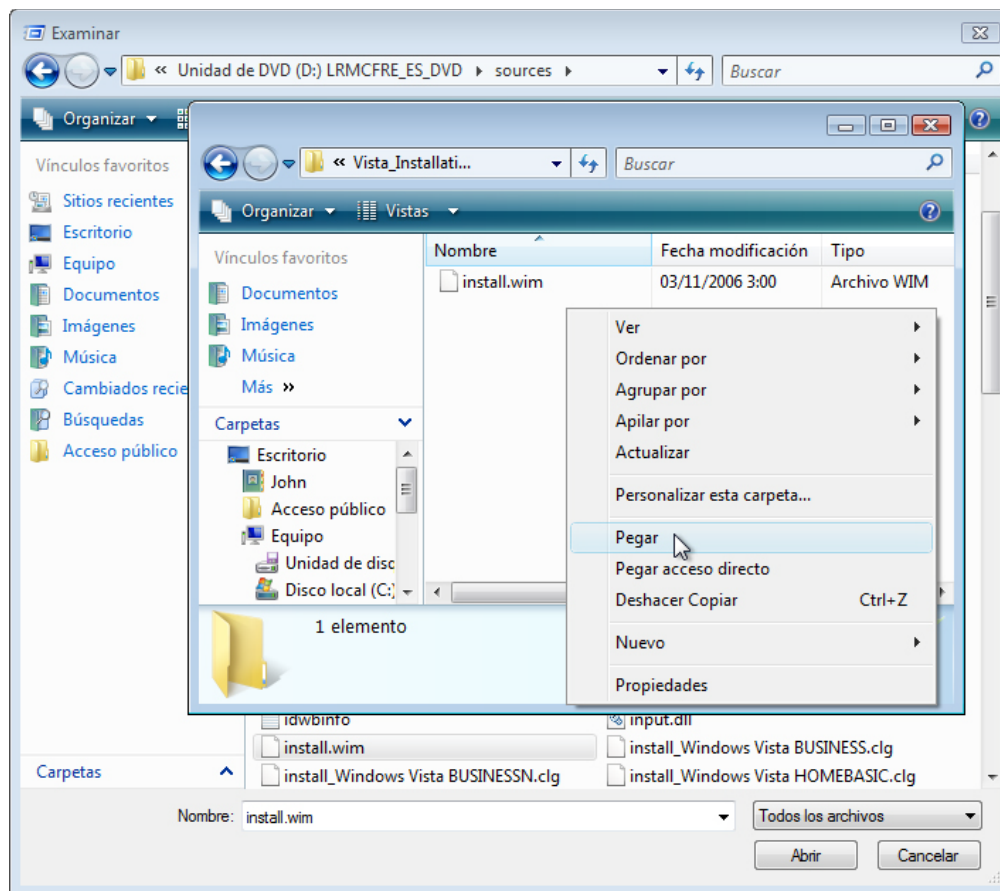 Examinar
« Unidad de DVD (D:) LRMCFRE_ES_DVD
sources
Buscar
Organizar
Vínculos favoritos
Sitios recientes
Escritorio
Equipo
Documentos
Imágenes
Música
Cambiados recie
Búsquedas
Acceso público
Carpetas
« Vista_Installati...
Buscar
Organizar
Vistas
Vínculos favoritos
Documentos
Imágenes
Música
Más »
Carpetas
Escritorio
John
Acceso público
Equipo
Unidad de disc
Disco local (C:)
Nombre
Fecha modificación
Tipo
install.wim
03/11/2006 3:00
Archivo WIM
1 elemento
Ver
Ordenar por
Agrupar por
Apilar por
Actualizar
Personalizar esta carpeta...
Pegar
Pegar acceso directo
Deshacer Copiar Ctrl+Z
Nuevo
Propiedades
idwbinfo
input.dll
install.wim
install_Windows Vista BUSINESS.clg
install_Windows Vista BUSINESSN.clg
install_Windows Vista HOMEBASIC.clg
Nombre: install.wim
Todos los archivos
Abrir
Cancelar